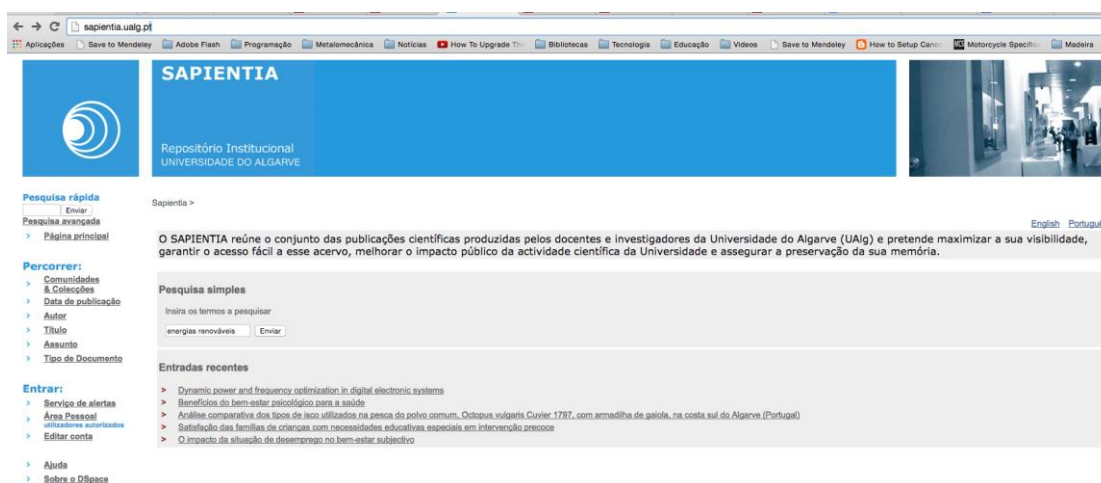 sapientia.ualg.pt
Aplicações Save to Mendeley Adobe Flash Programação Metalomecânica Notícias How To Upgrade Bibliotecas Tecnologia Educação Videos Save to Mendeley How to Setup Motorcycle Madeira
SAPIENTIA
Repositório Institucional
UNIVERSIDADE DO ALGARVE
Pesquisa rápida
Enviar
Pesquisa avançada
Página principal
Percorrer:
Comunidades
& Colecções
Data de publicação
Autor
Título
Assunto
Tipo de Documento
Entrar:
Serviço de alertas
Área Pessoal
utilizadores autorizados
Editar conta
Ajuda
Sobre o DSpace
Sapientia >
English
O SAPIENTIA reúne o conjunto das publicações científicas produzidas pelos docentes e investigadores da Universidade do Algarve (UAlg) e pretende maximizar a sua visibilidade,
garantir o acesso fácil a esse acervo, melhorar o impacto público da actividade científica da Universidade e assegurar a preservação da sua memória.
Pesquisa simples
Insira os termos a pesquisar
energias renováveis Enviar
Entradas recentes
Dynamic power and frequency optimization in digital electronic systems
Benefícios do bem-estar psicológico para a saúde
Análise comparativa dos tipos de isco utilizados na pesca do polvo comum, Octopus vulgaris Cuvier 1797, com armadilha de gaiola, na costa sul do Algarve (Portugal)
Satisfação das famílias de crianças com necessidades educativas especiais em intervenção precoce
O impacto da situação de desemprego no bem-estar subjectivo